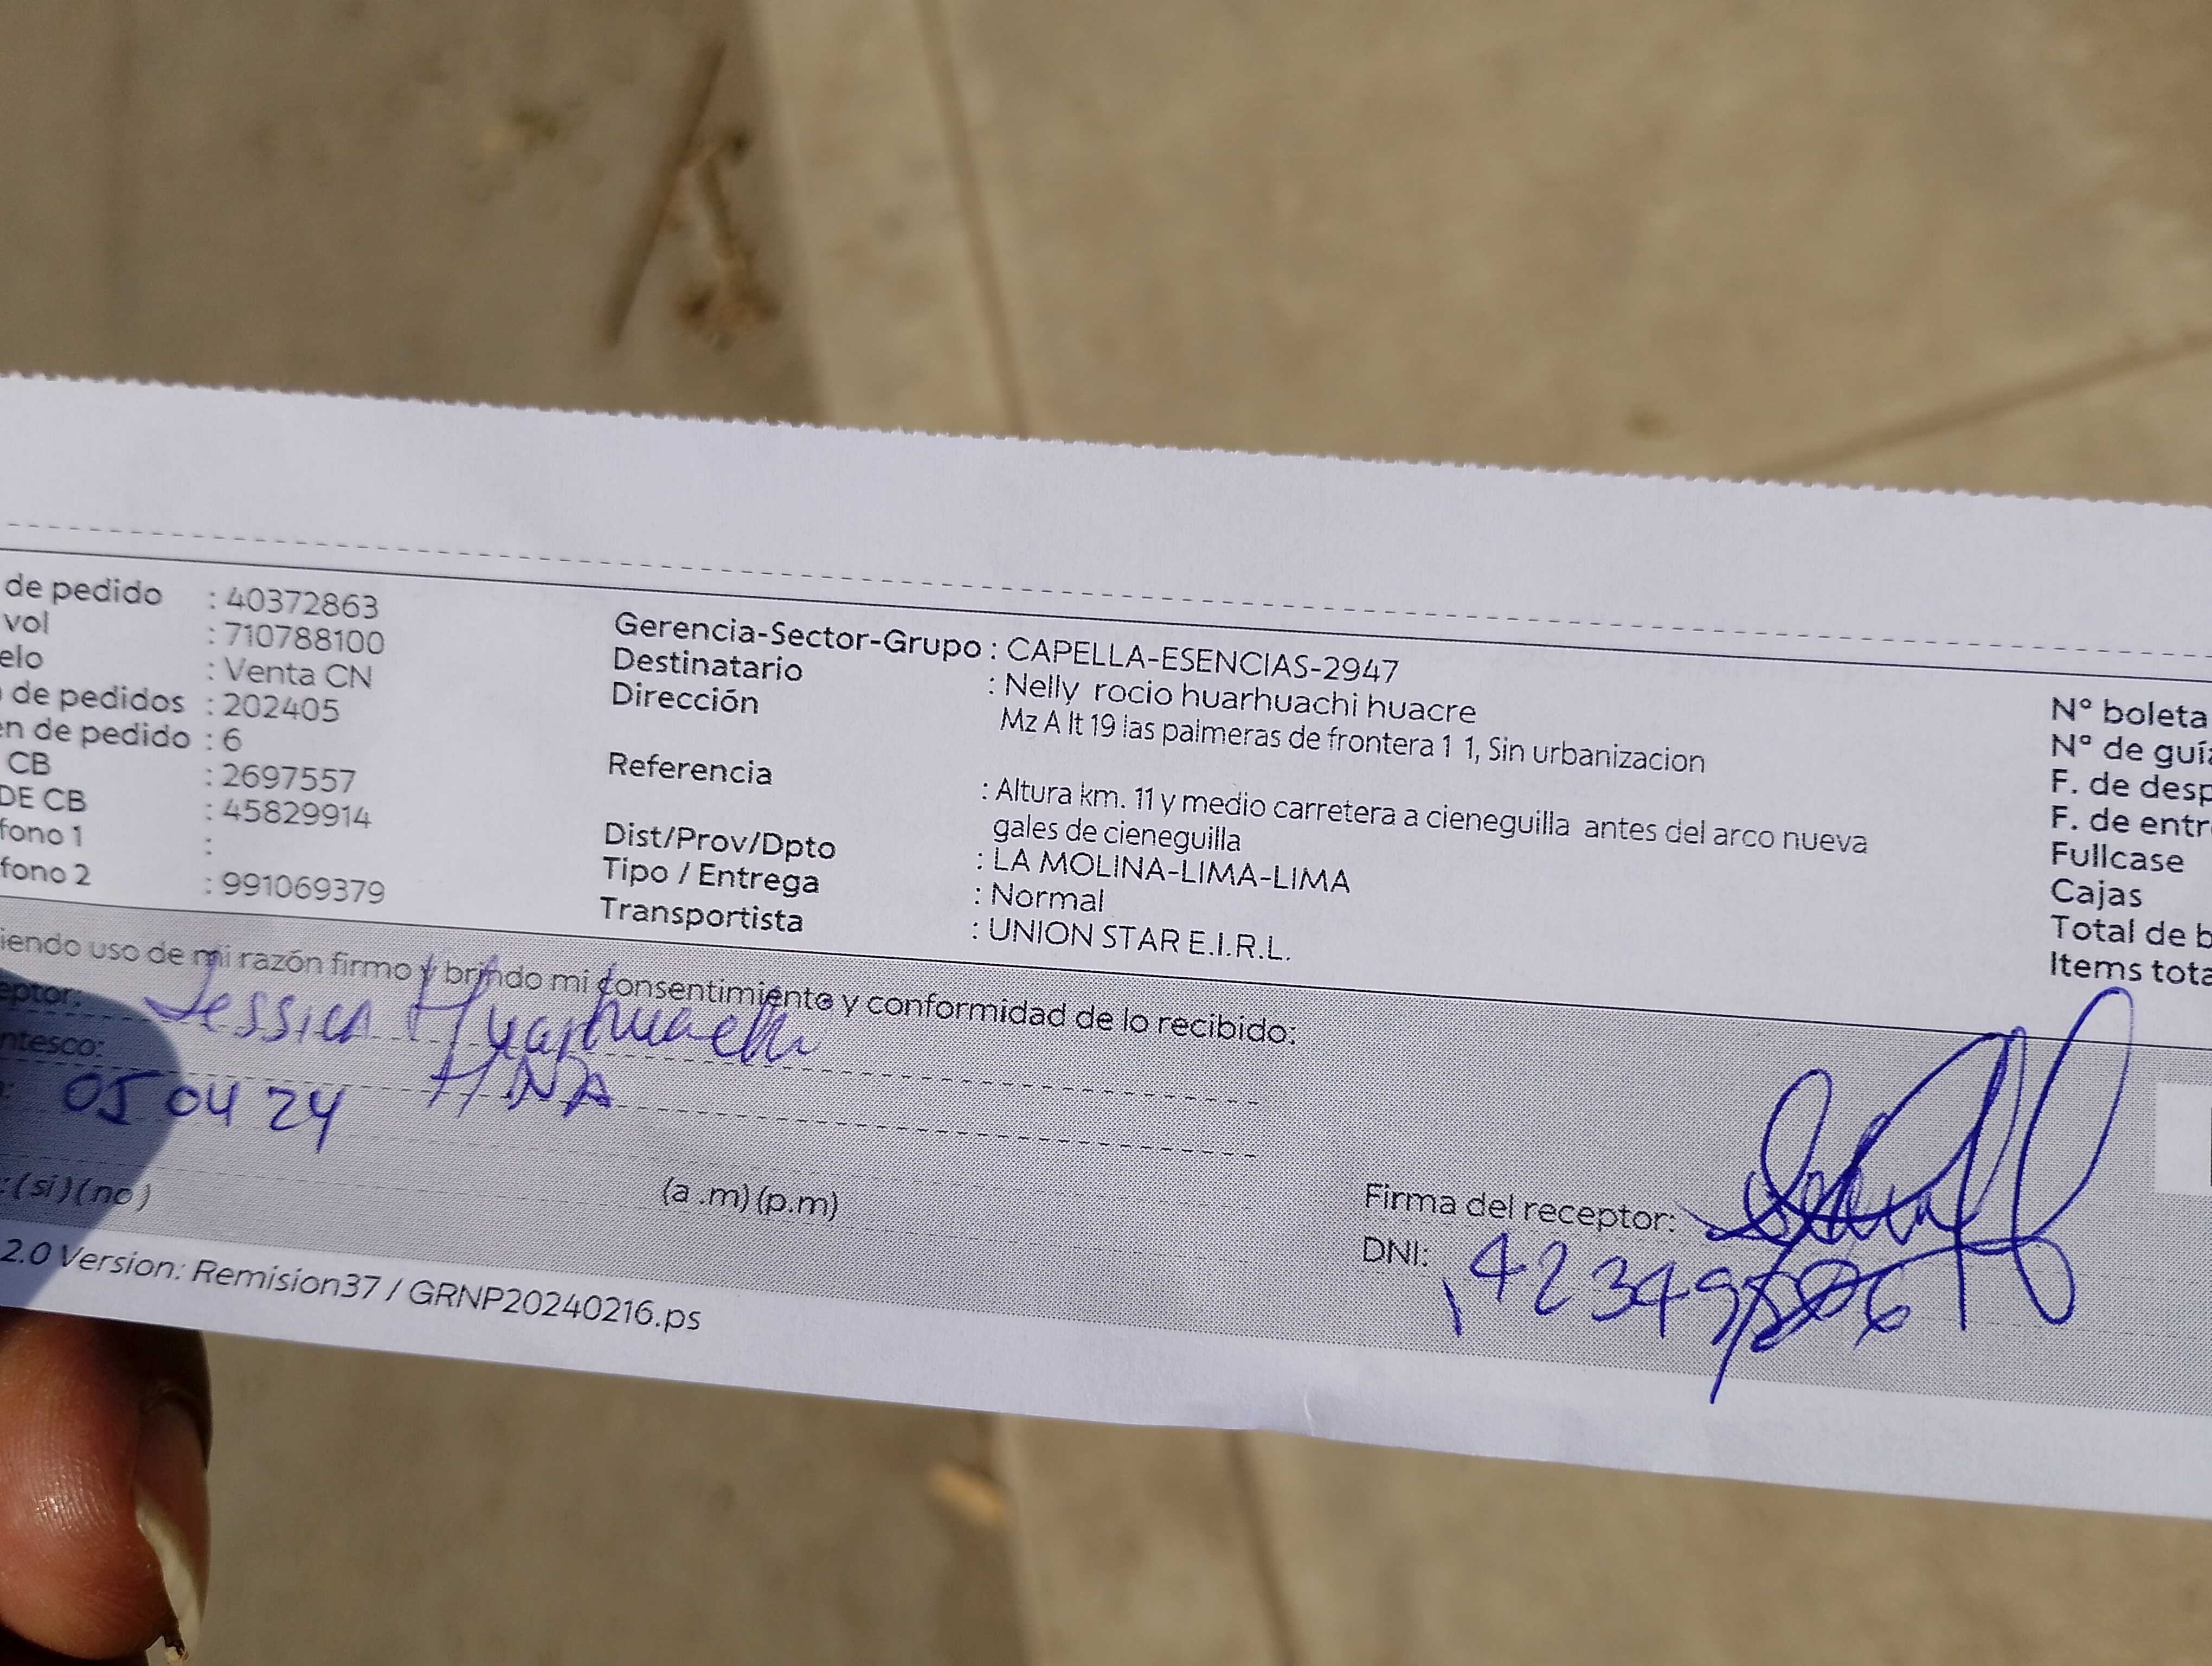 de pedido : 40372863
vol : 710788100
elo : Venta CN
de pedidos : 202405
en de pedido : 6
CB : 2697557
DE CB : 45829914
fono 1 :
fono 2 : 991069379
Gerencia-Sector-Grupo : CAPELLA-ESENCIAS-2947
Destinatario : Nelly rocio huarhuachi huacre
Dirección Mz A lt 19 las palmeras de frontera 1 1, Sin urbanizacion
Referencia : Altura km. 11 y medio carretera a cieneguilla antes del arco nueva
gales de cieneguilla
Dist/Prov/Dpto : LA MOLINA-LIMA-LIMA
Tipo / Entrega : Normal
Transportista : UNION STAR E.I.R.L.
N° boleta
N° de guía
F. de desp
F. de entr
Fullcase
Cajas
Total de b
Items tota
iendo uso de mi razón firmo y brindo mi consentimiento y conformidad de lo recibido:
eptor: Jessica Huarhuachi
ntesco: HNA
: 05 04 24
: (si) (no) (a .m) (p.m)
Firma del receptor:
DNI:
2.0 Version: Remision37 / GRNP20240216.ps